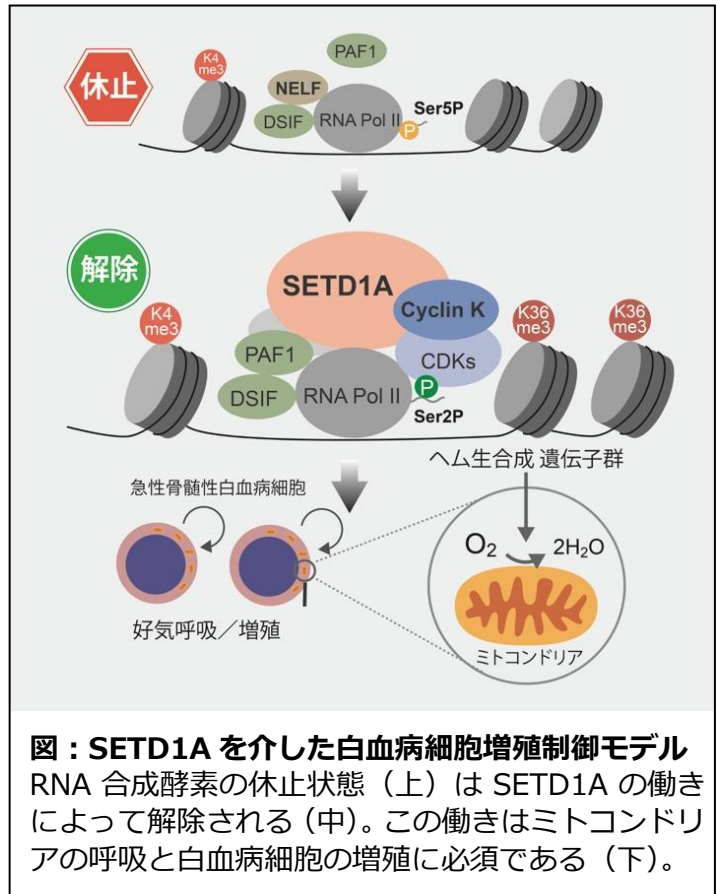 休止
K4
me3
PAF1
NELF
DSIF
RNA Pol II
Ser5P
P
解除
SETD1A
Cyclin K
K4
me3
K36
me3
K36
me3
PAF1
CDKs
DSIF
RNA Pol II
P
Ser2P
ヘム生合成 遺伝子群
急性骨髄性白血病細胞
O₂
2H₂O
好気呼吸／増殖
ミトコンドリア
図：SETD1A を介した白血病細胞増殖制御モデル
RNA 合成酵素の休止状態（上）は SETD1A の働き
によって解除される（中）。この働きはミトコンドリ
アの呼吸と白血病細胞の増殖に必須である（下）。